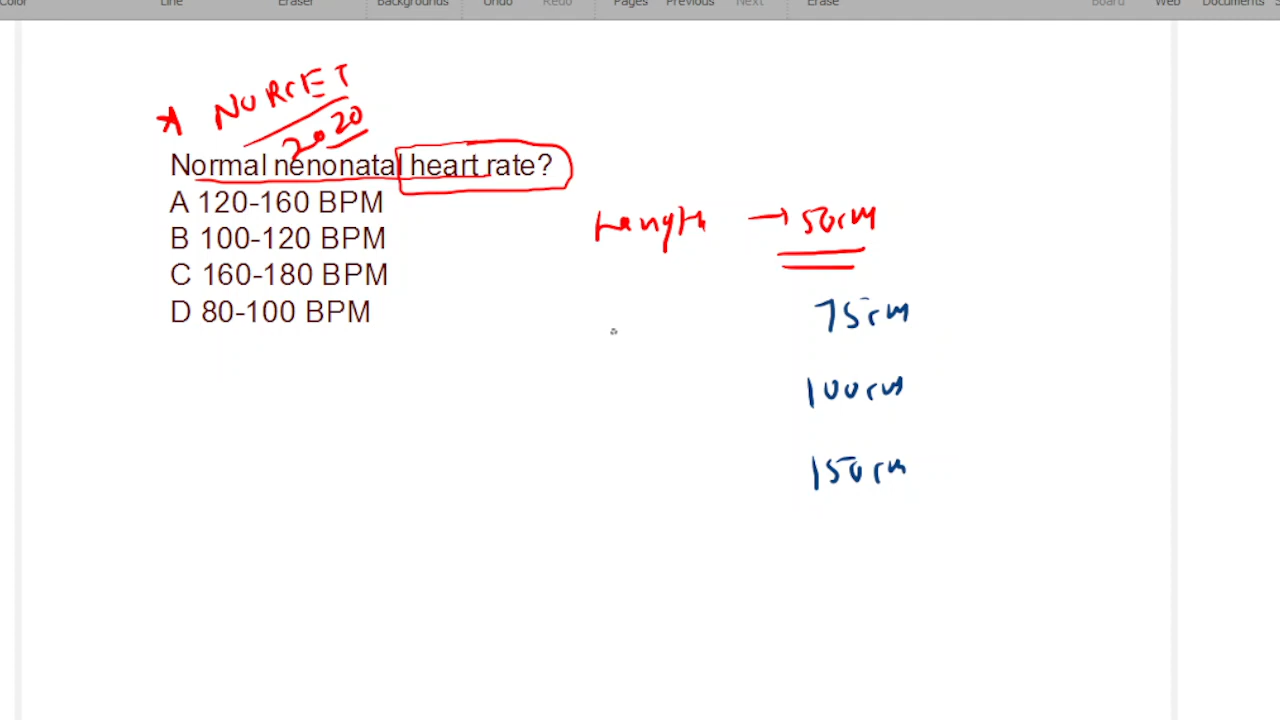 Color Line Eraser Backgrounds Undo Redo Pages Previous Next Erase Board Web Documents
* NORCET
2020
Normal nenonatal heart rate?
A 120-160 BPM
B 100-120 BPM
C 160-180 BPM
D 80-100 BPM
Length → 50cm
75cm
100cm
150cm